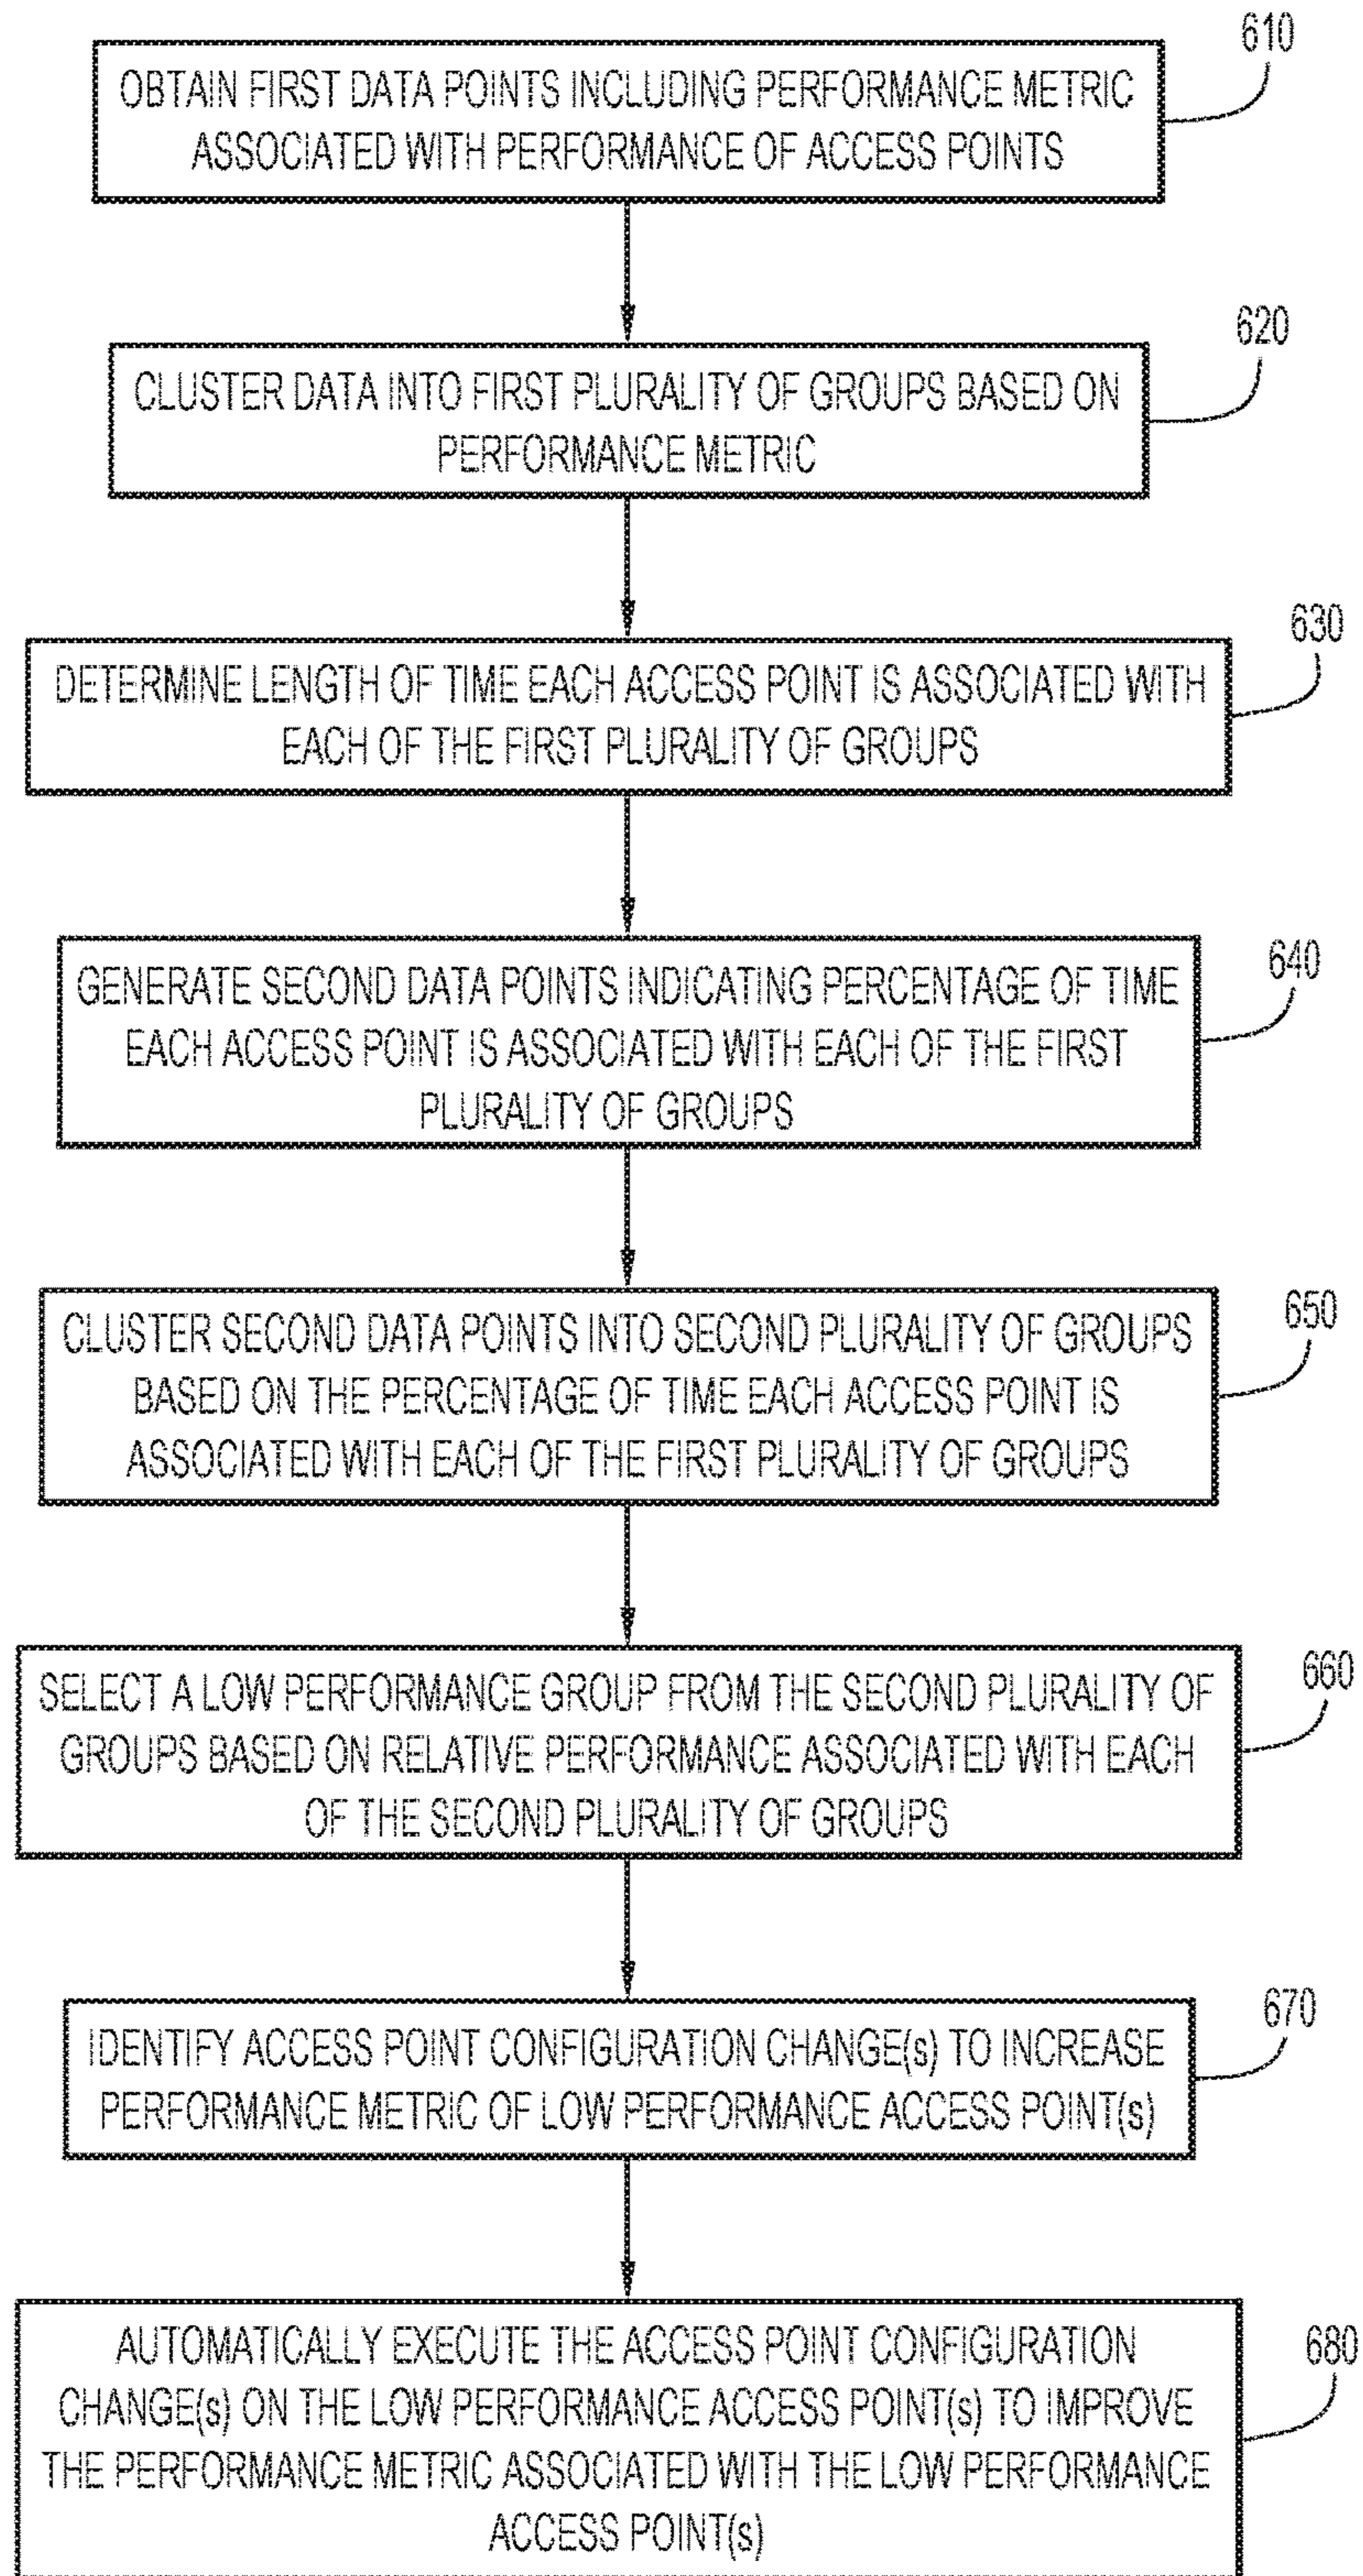 610
OBTAIN FIRST DATA POINTS INCLUDING PERFORMANCE METRIC
ASSOCIATED WITH PERFORMANCE OF ACCESS POINTS
620
CLUSTER DATA INTO FIRST PLURALITY OF GROUPS BASED ON
PERFORMANCE METRIC
630
DETERMINE LENGTH OF TIME EACH ACCESS POINT IS ASSOCIATED WITH
EACH OF THE FIRST PLURALITY OF GROUPS
640
GENERATE SECOND DATA POINTS INDICATING PERCENTAGE OF TIME
EACH ACCESS POINT IS ASSOCIATED WITH EACH OF THE FIRST
PLURALITY OF GROUPS
650
CLUSTER SECOND DATA POINTS INTO SECOND PLURALITY OF GROUPS
BASED ON THE PERCENTAGE OF TIME EACH ACCESS POINT IS
ASSOCIATED WITH EACH OF THE FIRST PLURALITY OF GROUPS
660
SELECT A LOW PERFORMANCE GROUP FROM THE SECOND PLURALITY OF
GROUPS BASED ON RELATIVE PERFORMANCE ASSOCIATED WITH EACH
OF THE SECOND PLURALITY OF GROUPS
670
IDENTIFY ACCESS POINT CONFIGURATION CHANGE(s) TO INCREASE
PERFORMANCE METRIC OF LOW PERFORMANCE ACCESS POINT(s)
680
AUTOMATICALLY EXECUTE THE ACCESS POINT CONFIGURATION
CHANGE(s) ON THE LOW PERFORMANCE ACCESS POINT(s) TO IMPROVE
THE PERFORMANCE METRIC ASSOCIATED WITH THE LOW PERFORMANCE
ACCESS POINT(s)